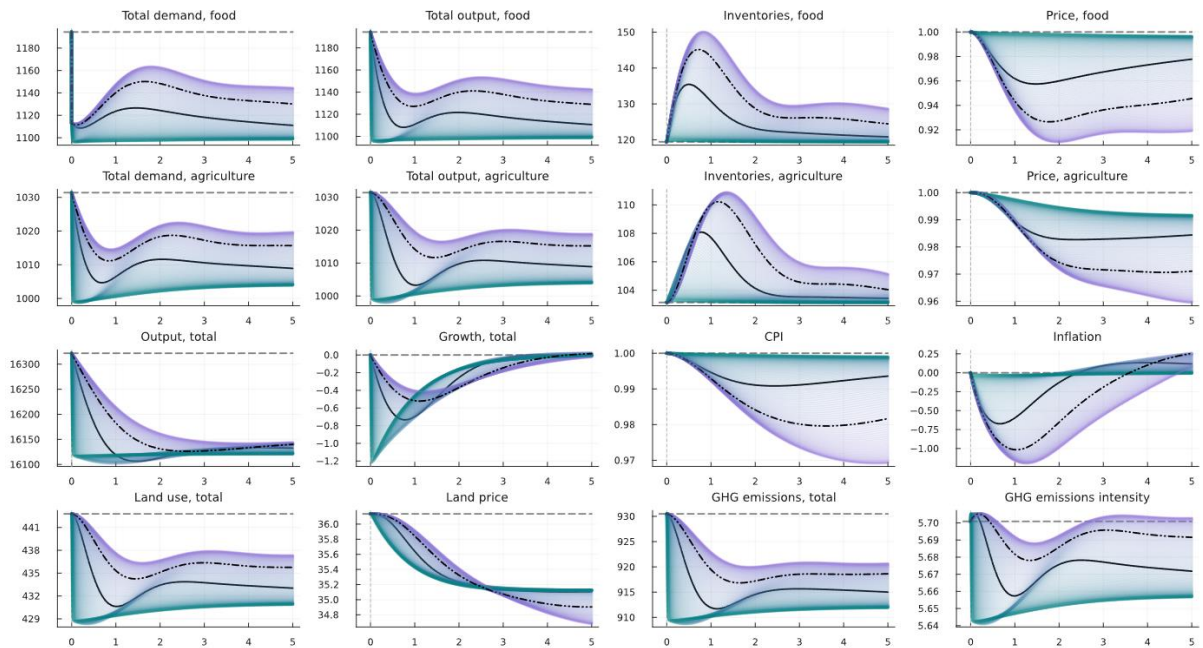 Total demand, food
1180
1160
1140
1120
1100
0 1 2 3 4 5
Total output, food
1180
1160
1140
1120
1100
0 1 2 3 4 5
Inventories, food
150
140
130
120
0 1 2 3 4 5
Price, food
1.00
0.98
0.96
0.94
0.92
0 1 2 3 4 5
Total demand, agriculture
1030
1020
1010
1000
0 1 2 3 4 5
Total output, agriculture
1030
1020
1010
1000
0 1 2 3 4 5
Inventories, agriculture
110
108
106
104
0 1 2 3 4 5
Price, agriculture
1.00
0.99
0.98
0.97
0.96
0 1 2 3 4 5
Output, total
16300
16250
16200
16150
16100
0 1 2 3 4 5
Growth, total
0.0
−0.2
−0.4
−0.6
−0.8
−1.0
−1.2
0 1 2 3 4 5
CPI
1.00
0.99
0.98
0.97
0 1 2 3 4 5
Inflation
0.25
0.00
−0.25
−0.50
−0.75
−1.00
0 1 2 3 4 5
Land use, total
441
438
435
432
429
0 1 2 3 4 5
Land price
36.0
35.8
35.6
35.4
35.2
35.0
34.8
0 1 2 3 4 5
GHG emissions, total
930
925
920
915
910
0 1 2 3 4 5
GHG emissions intensity
5.70
5.68
5.66
5.65
5.64
0 1 2 3 4 5